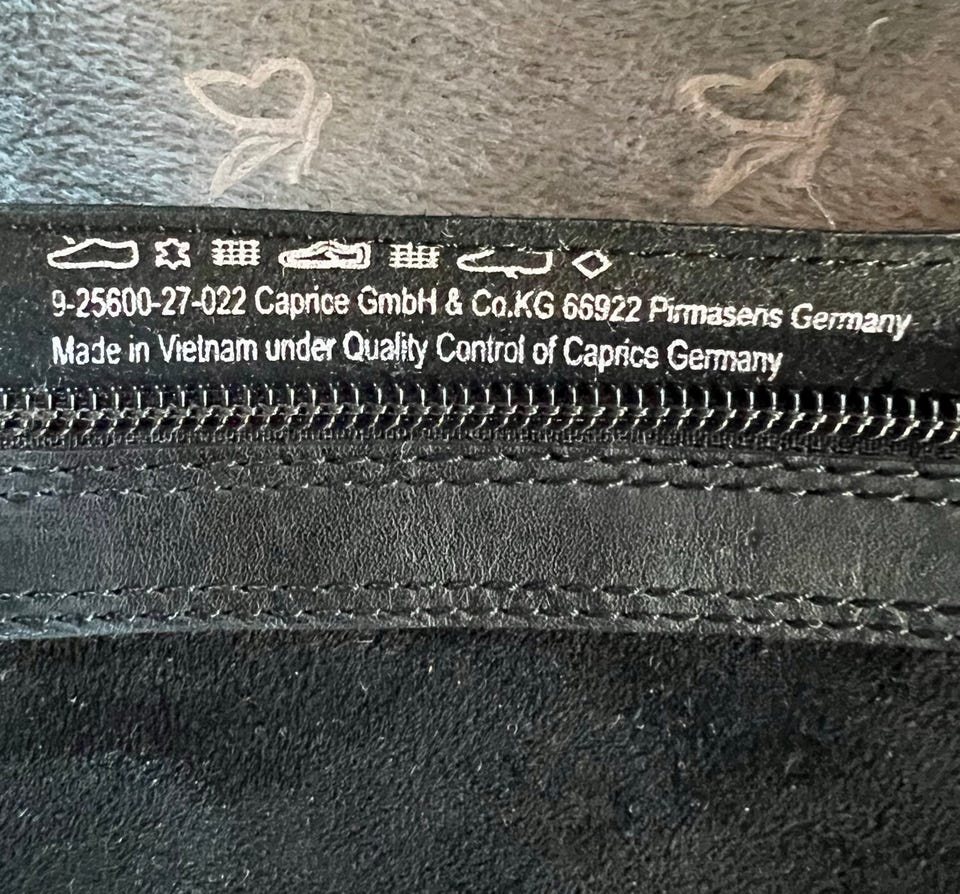 9-25600-27-022 Caprice GmbH & Co.KG 66922 Pirmasens Germany
Made in Vietnam under Quality Control of Caprice Germany